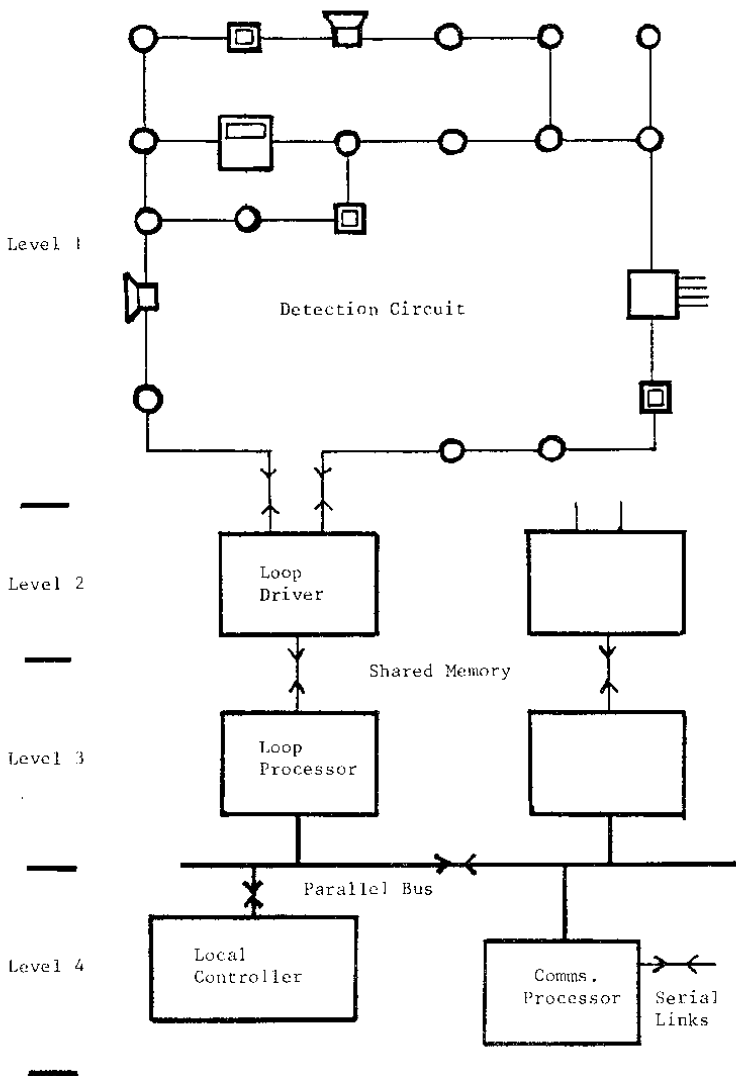 Level 1
Detection Circuit
Level 2
Loop
Driver
Shared Memory
Level 3
Loop
Processor
Parallel Bus
Level 4
Local
Controller
Comms.
Processor
Serial
Links